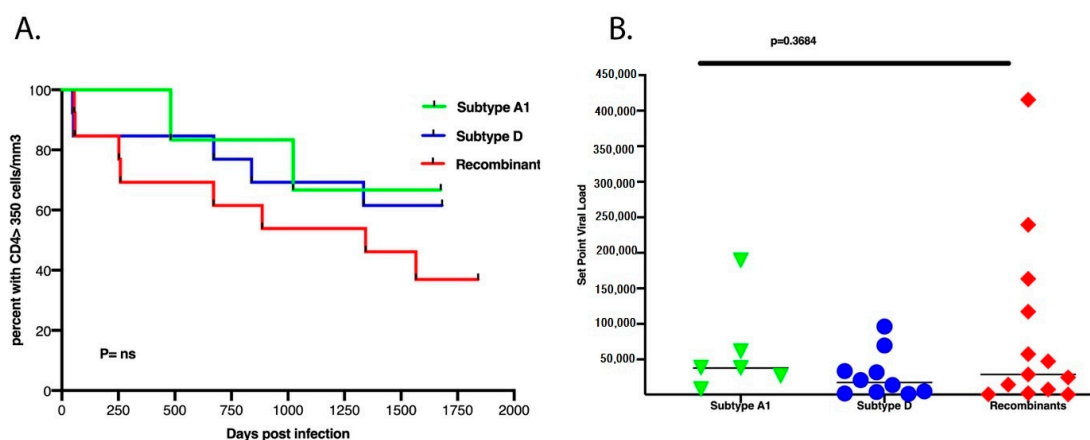 A.
percent with CD4> 350 cells/mm3
100
80
60
40
20
0
Subtype A1
Subtype D
Recombinant
P= ns
0 250 500 750 1000 1250 1500 1750 2000
Days post infection
B.
p=0.3684
Set Point Viral Load
450,000
400,000
350,000
300,000
250,000
200,000
150,000
100,000
50,000
Subtype A1 Subtype D Recombinants